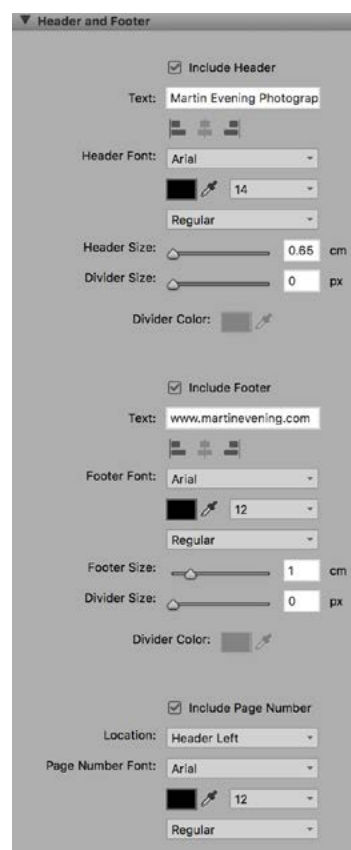 Header and Footer
Include Header
Text: Martin Evening Photograp
Header Font: Arial
14
Regular
Header Size: 0.65 cm
Divider Size: 0 px
Divider Color:
Include Footer
Text: www.martinevening.com
Footer Font: Arial
12
Regular
Footer Size: 1 cm
Divider Size: 0 px
Divider Color:
Include Page Number
Location: Header Left
Page Number Font: Arial
12
Regular